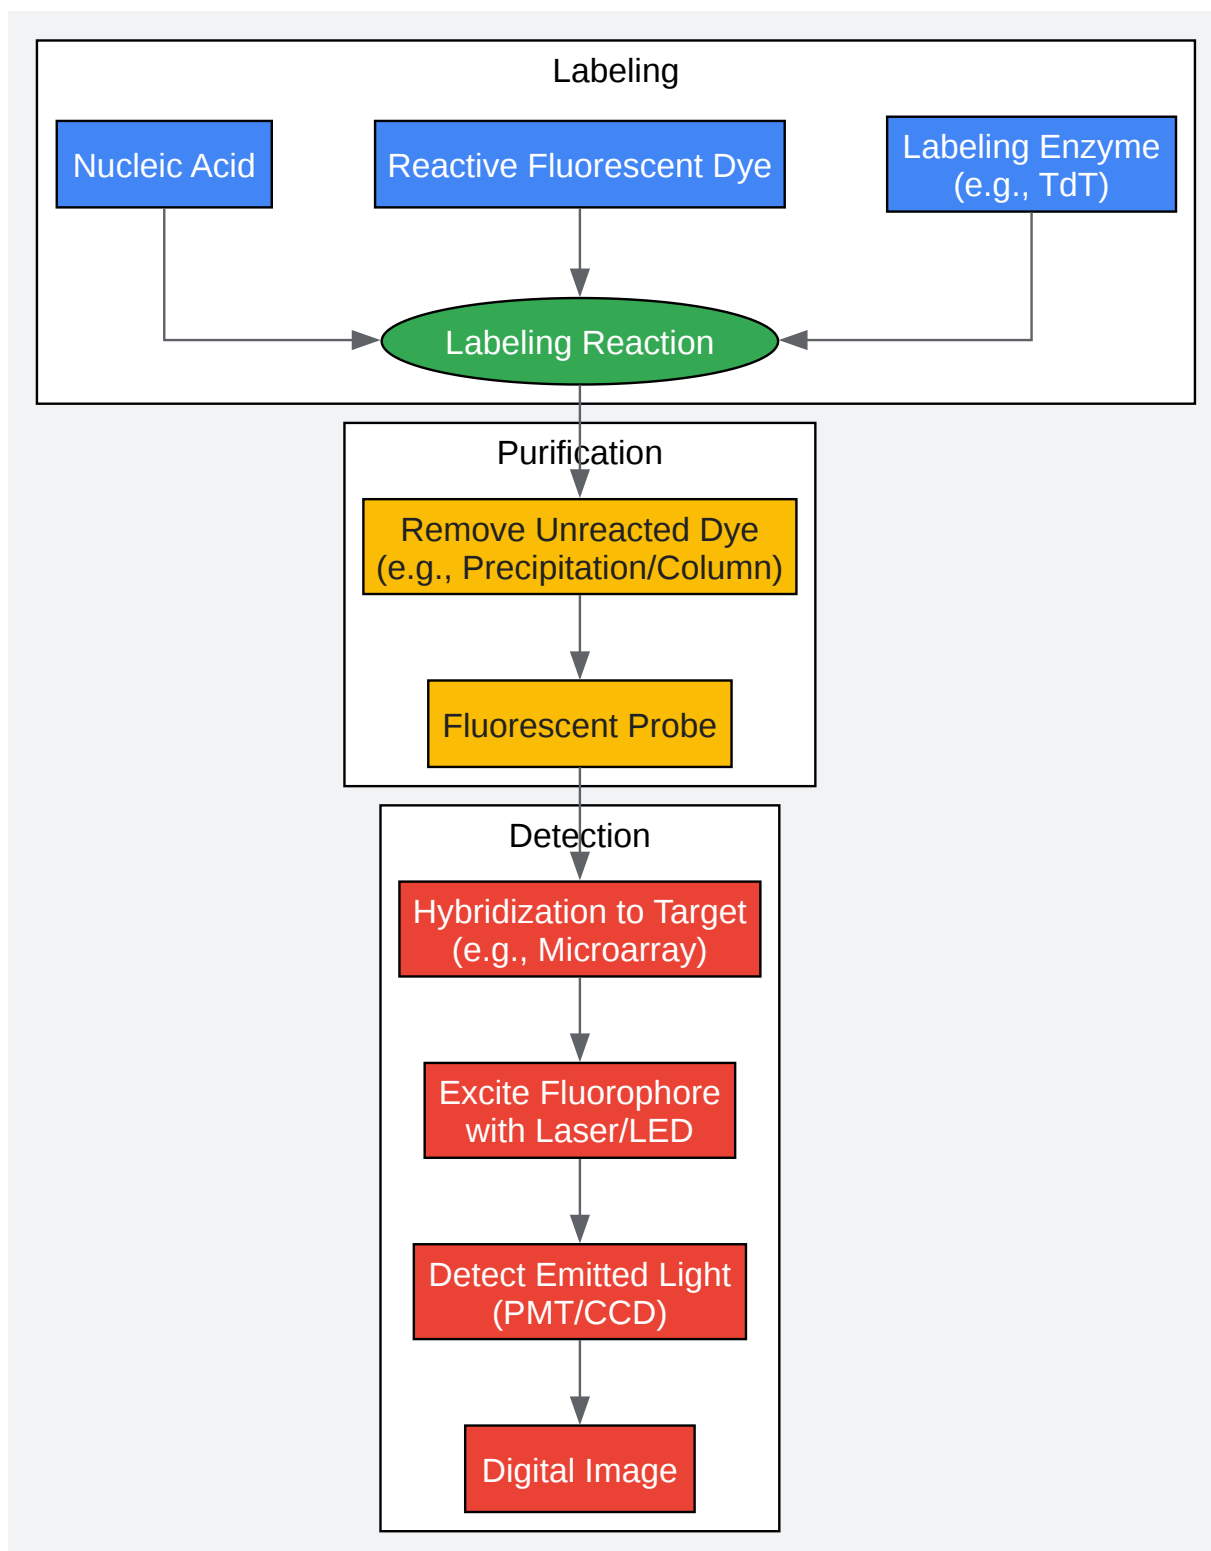 Labeling
Nucleic Acid
Reactive Fluorescent Dye
Labeling Enzyme
(e.g., TdT)
Labeling Reaction
Purification
Remove Unreacted Dye
(e.g., Precipitation/Column)
Fluorescent Probe
Detection
Hybridization to Target
(e.g., Microarray)
Excite Fluorophore
with Laser/LED
Detect Emitted Light
(PMT/CCD)
Digital Image